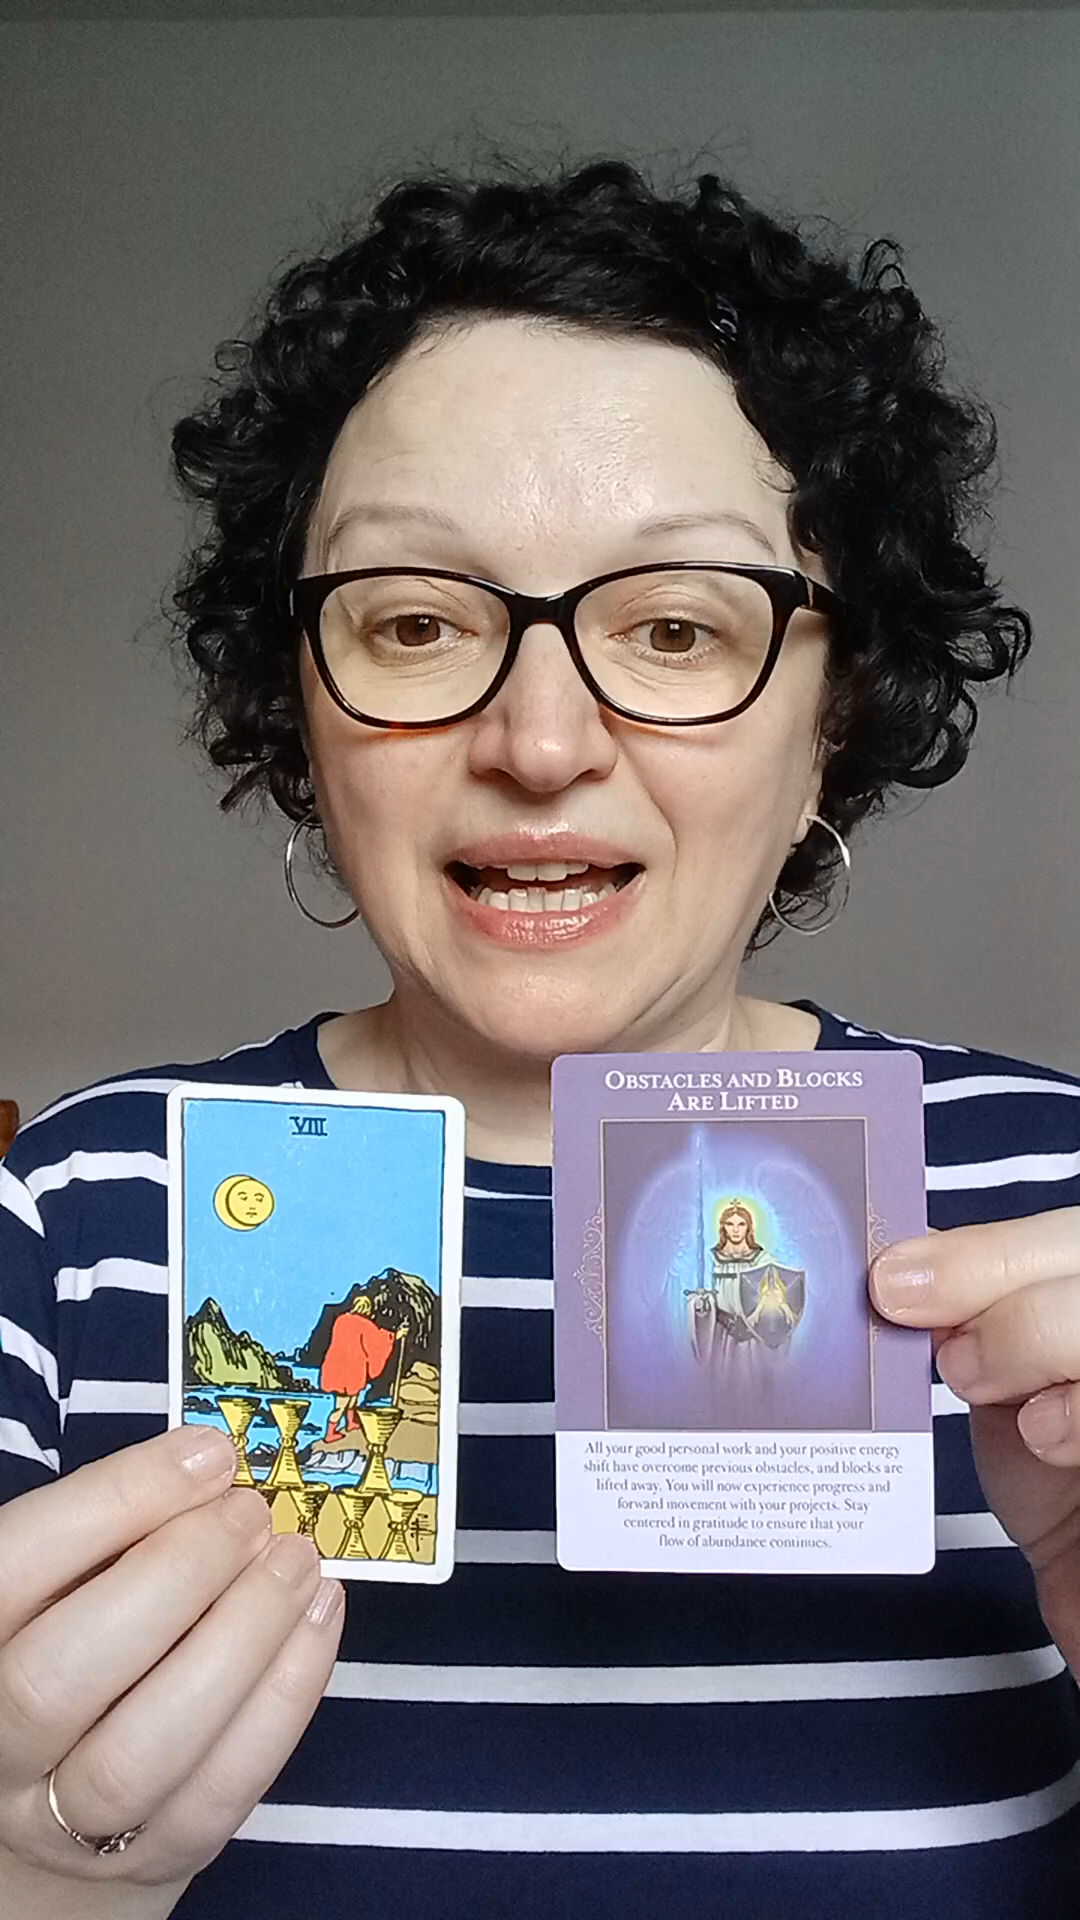 VIII
OBSTACLES AND BLOCKS
ARE LIFTED
All your good personal work and your positive energy
shift have overcome previous obstacles, and blocks are
lifted away. You will now experience progress and
forward movement with your projects. Stay
centered in gratitude to ensure that your
flow of abundance continues.